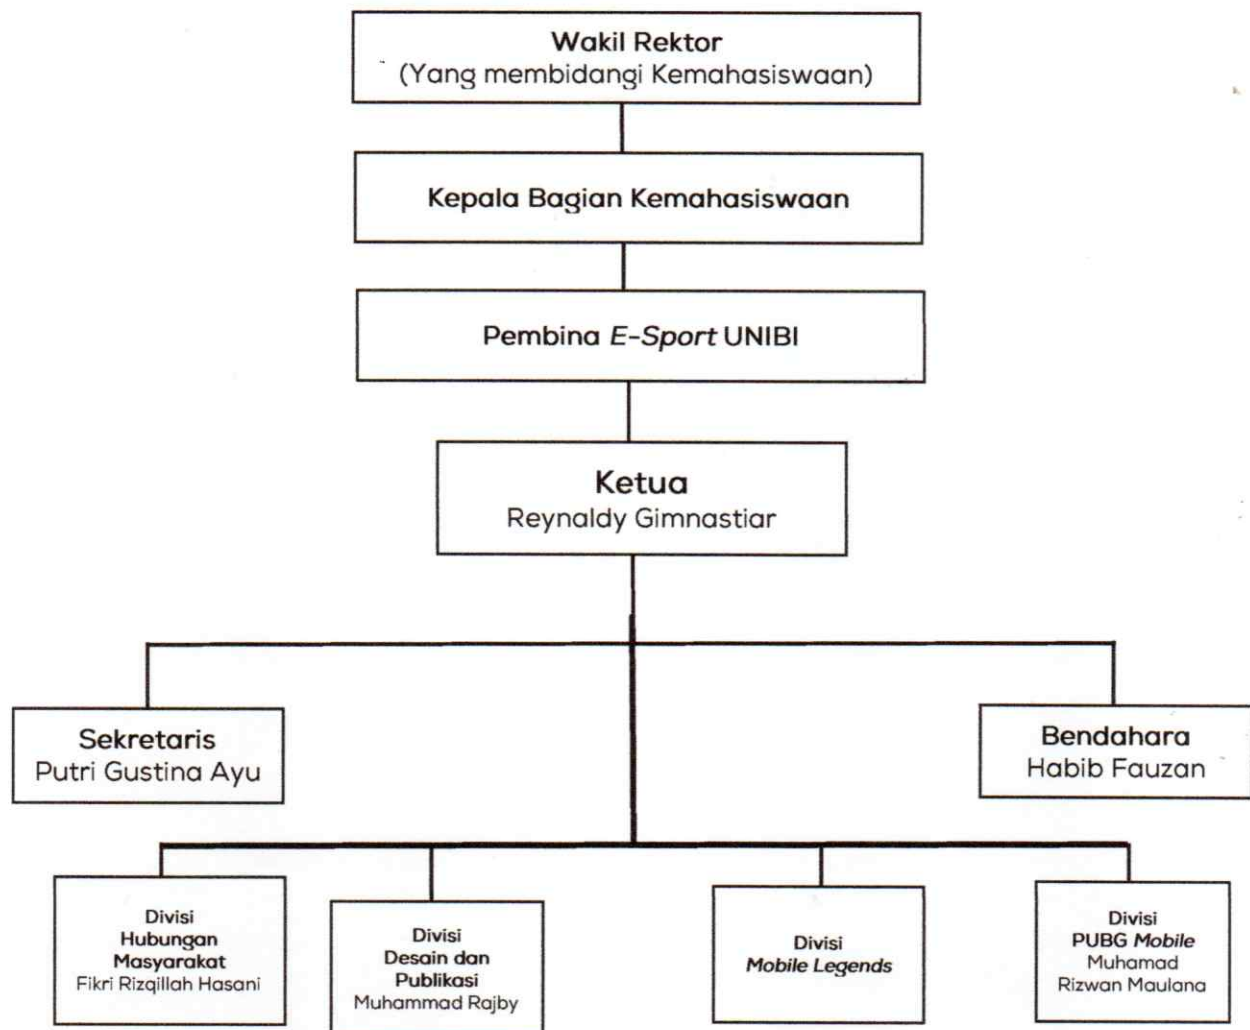 Wakil Rektor
(Yang membidangi Kemahasiswaan)
Kepala Bagian Kemahasiswaan
Pembina E-Sport UNIBI
Ketua
Reynaldy Gimnastiar
Sekretaris
Putri Gustina Ayu
Bendahara
Habib Fauzan
Divisi
Hubungan
Masyarakat
Fikri Rizqillah Hasani
Divisi
Desain dan
Publikasi
Muhammad Rajby
Divisi
Mobile Legends
Divisi
PUBG Mobile
Muhamad
Rizwan Maulana